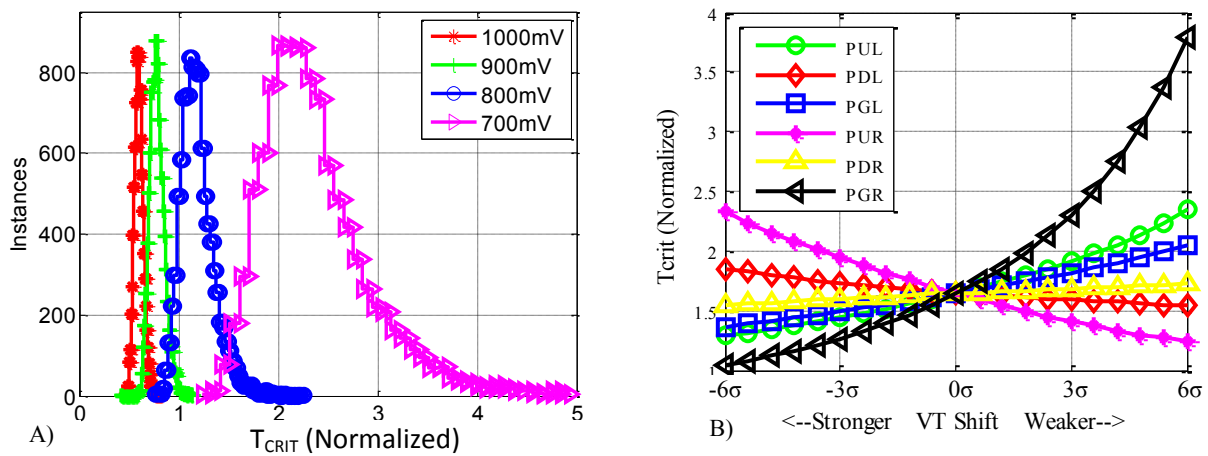 1000mV
900mV
800mV
700mV
Instances
800
600
400
200
0
0 1 2 3 4 5
T_CRIT (Normalized)
A)
PUL
PDL
PGL
PUR
PDR
PGR
Tcrit (Normalized)
4
3.5
3
2.5
2
1.5
1
-6σ -3σ 0σ 3σ 6σ
<--Stronger VT Shift Weaker-->
B)